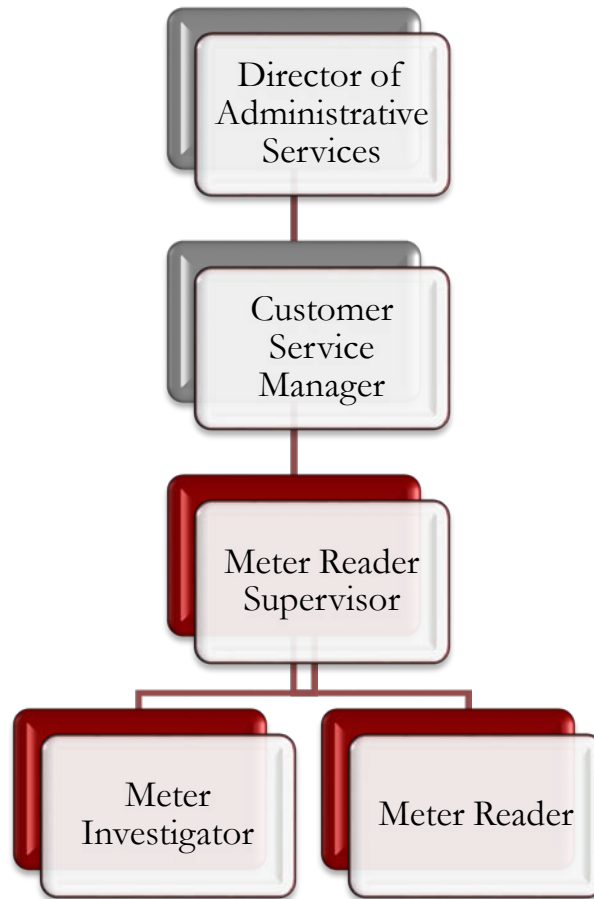 Director of
Administrative
Services
Customer
Service
Manager
Meter Reader
Supervisor
Meter
Investigator
Meter Reader